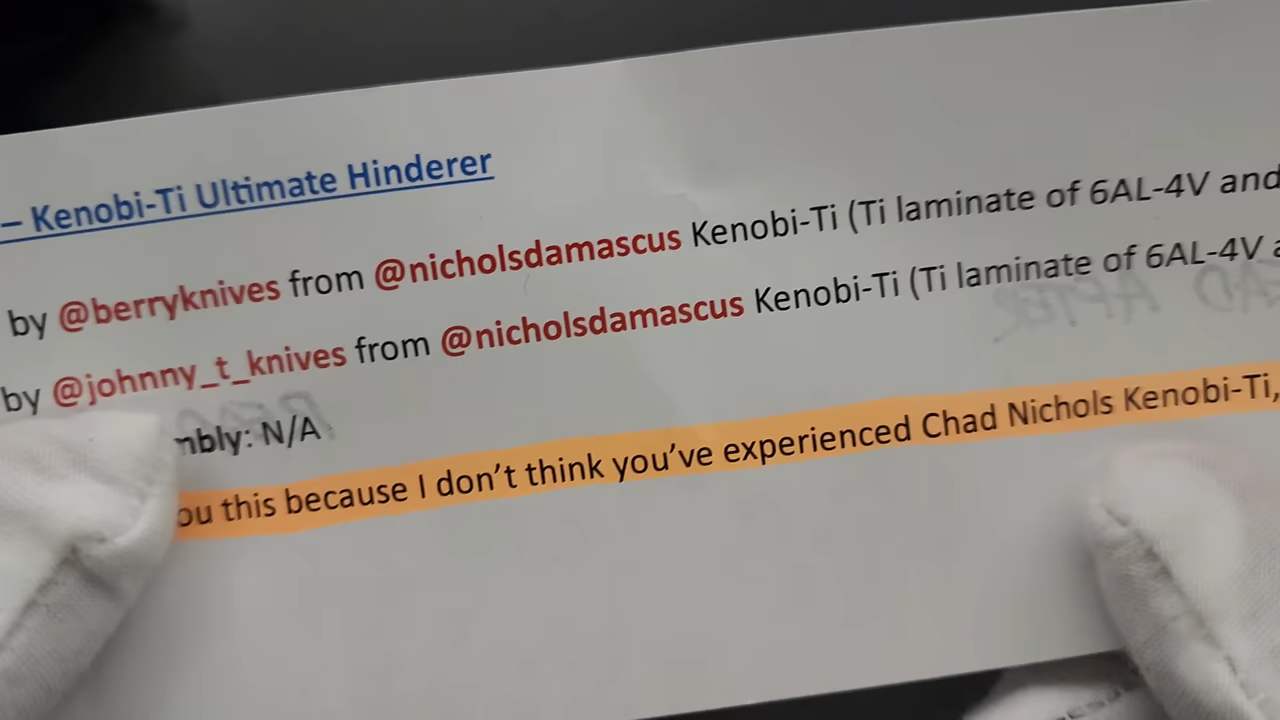 – Kenobi-Ti Ultimate Hinderer
by @berryknives from @nicholsdamascus Kenobi-Ti (Ti laminate of 6AL-4V and
by @johnny_t_knives from @nicholsdamascus Kenobi-Ti (Ti laminate of 6AL-4V a
mbly: N/A
ou this because I don't think you've experienced Chad Nichols Kenobi-Ti,